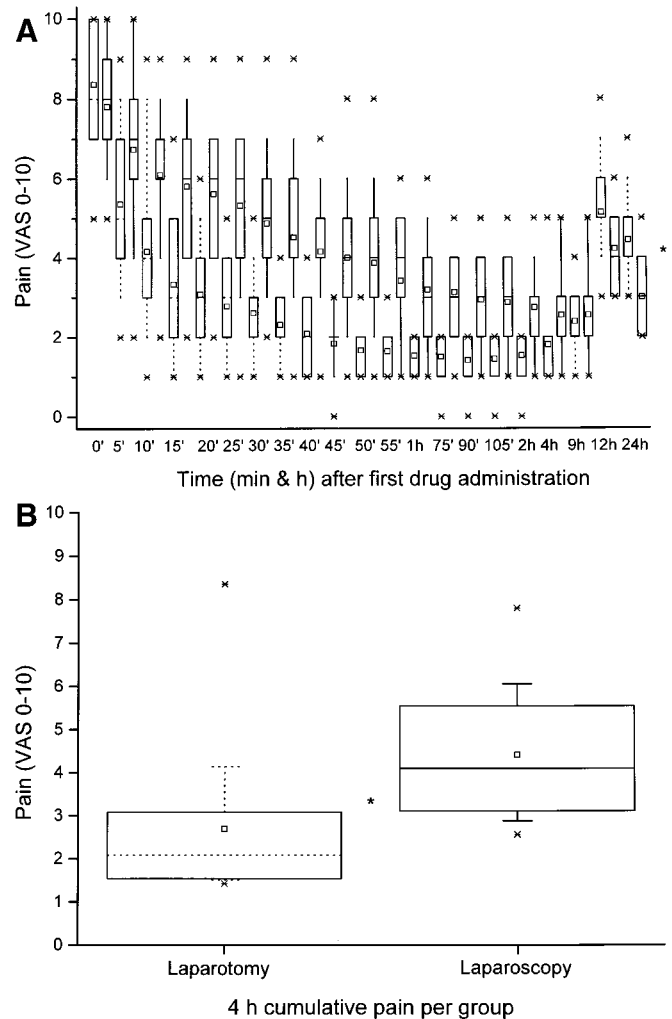 A
Pain (VAS 0-10)
10
8
6
4
2
0
*
0' 5' 10' 15' 20' 25' 30' 35' 40' 45' 50' 55' 1h 75' 90' 105' 2h 4h 9h 12h 24h
Time (min & h) after first drug administration
B
Pain (VAS 0-10)
10
9
8
7
6
5
4
3
2
1
0
*
Laparotomy Laparoscopy
4 h cumulative pain per group